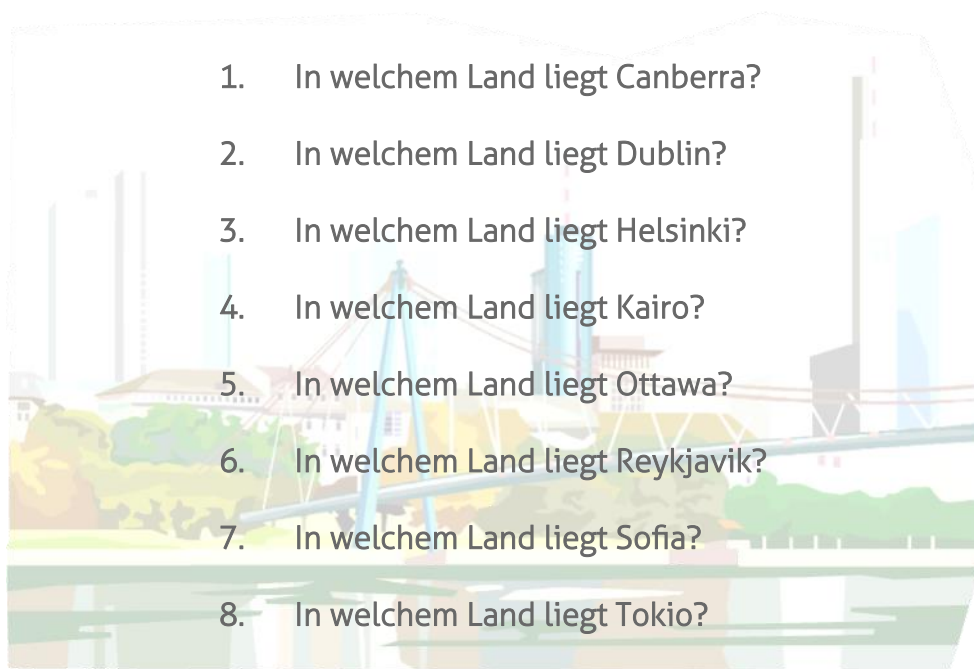 1. In welchem Land liegt Canberra?
2. In welchem Land liegt Dublin?
3. In welchem Land liegt Helsinki?
4. In welchem Land liegt Kairo?
5. In welchem Land liegt Ottawa?
6. In welchem Land liegt Reykjavik?
7. In welchem Land liegt Sofia?
8. In welchem Land liegt Tokio?